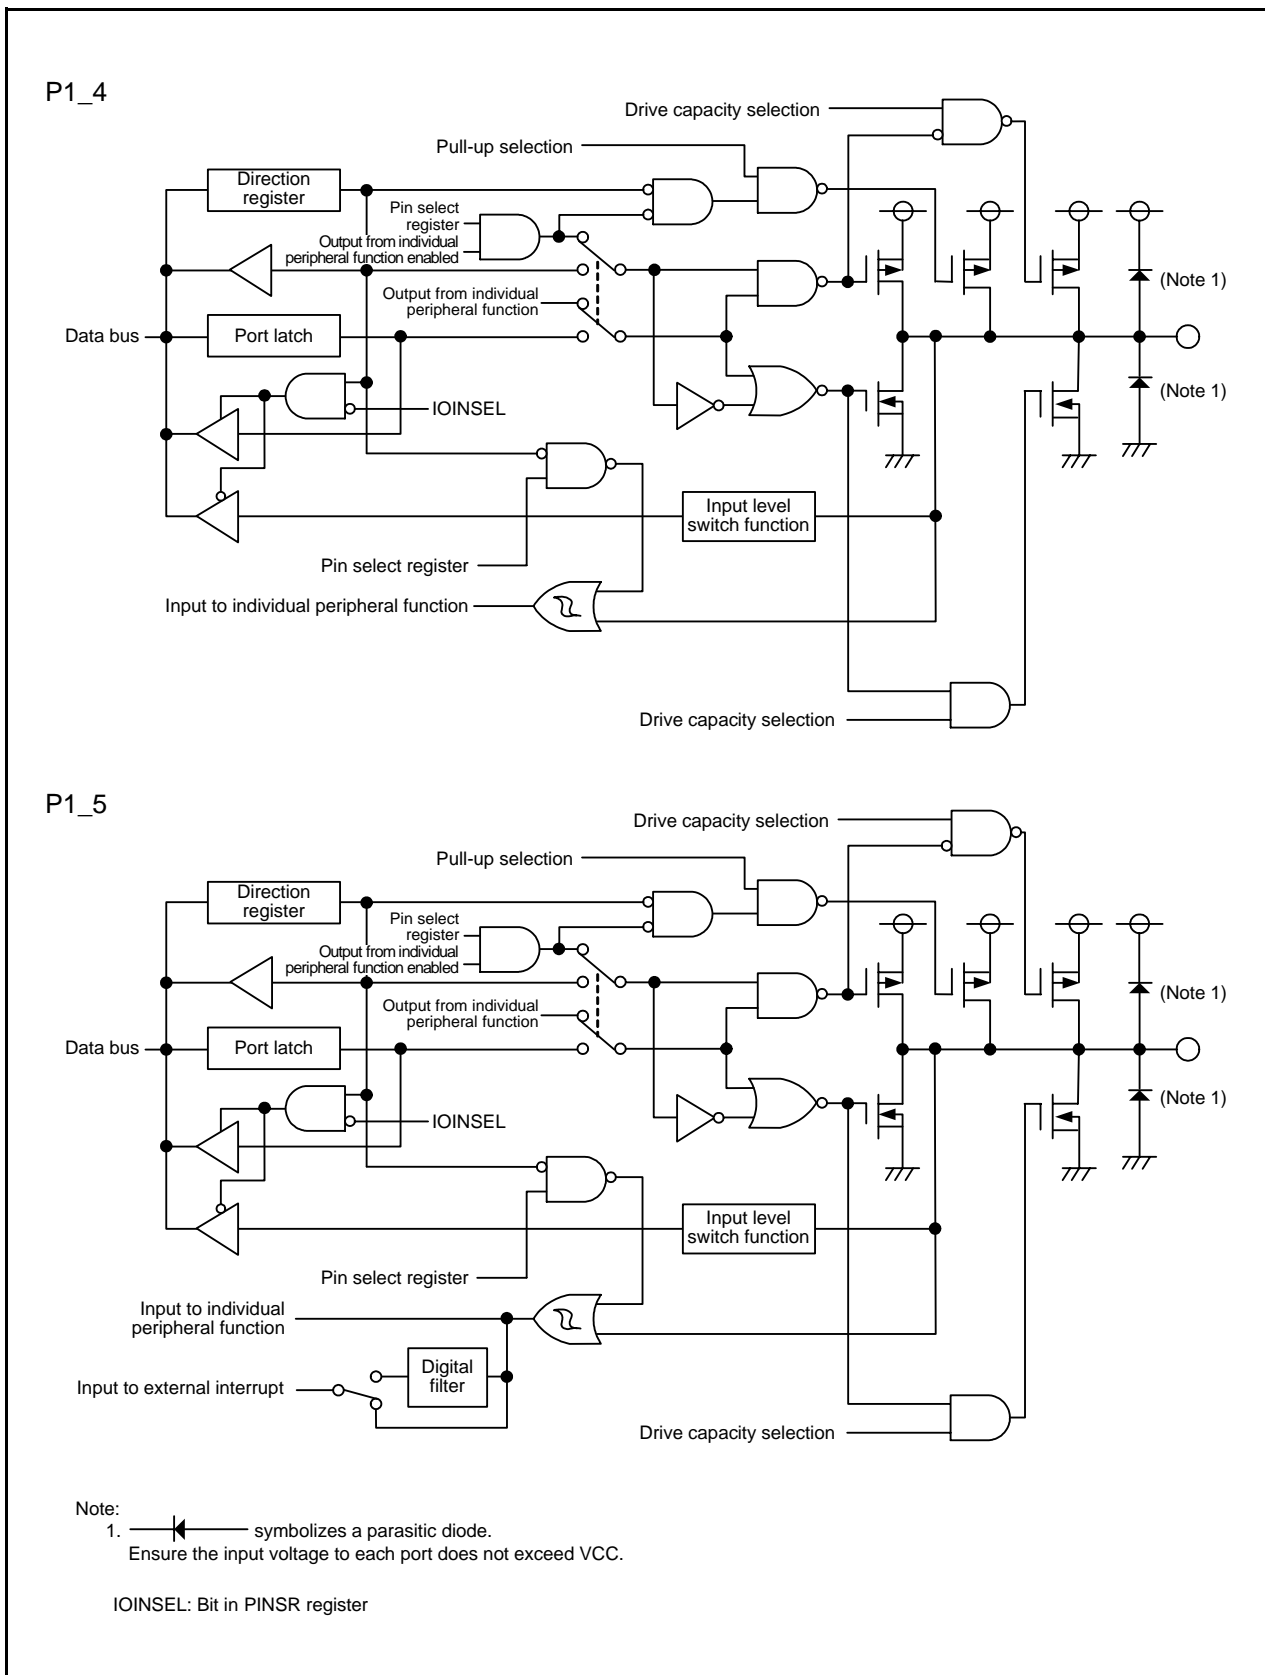 P1_4
Drive capacity selection
Pull-up selection
Direction
register
Pin select
register
Output from individual
peripheral function enabled
Output from individual
peripheral function
(Note 1)
Data bus
Port latch
IOINSEL
(Note 1)
Input level
switch function
Pin select register
Input to individual peripheral function
Drive capacity selection
P1_5
Drive capacity selection
Pull-up selection
Direction
register
Pin select
register
Output from individual
peripheral function enabled
Output from individual
peripheral function
(Note 1)
Data bus
Port latch
IOINSEL
(Note 1)
Input level
switch function
Pin select register
Input to individual
peripheral function
Digital
filter
Input to external interrupt
Drive capacity selection
Note:
1. symbolizes a parasitic diode.
Ensure the input voltage to each port does not exceed VCC.
IOINSEL: Bit in PINSR register